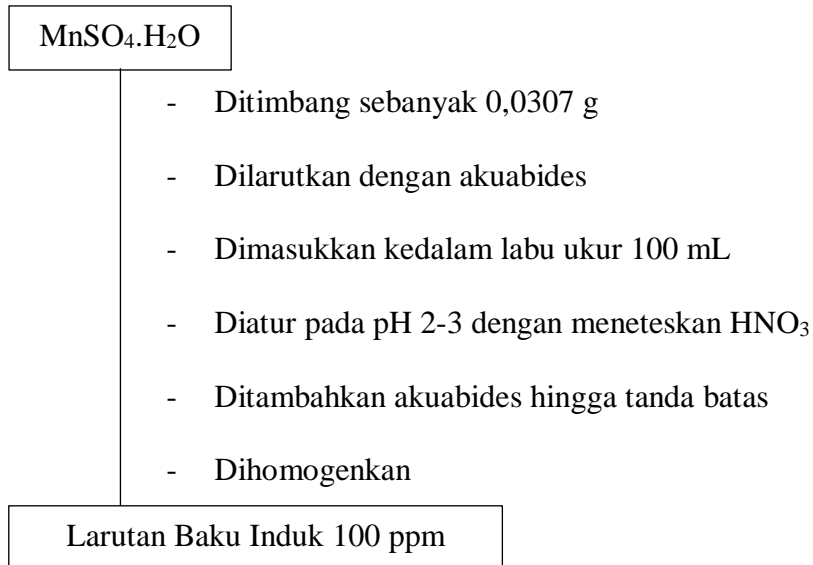 MnSO₄.H₂O
- Ditimbang sebanyak 0,0307 g
- Dilarutkan dengan akuabides
- Dimasukkan kedalam labu ukur 100 mL
- Diatur pada pH 2-3 dengan meneteskan HNO₃
- Ditambahkan akuabides hingga tanda batas
- Dihomogenkan
Larutan Baku Induk 100 ppm